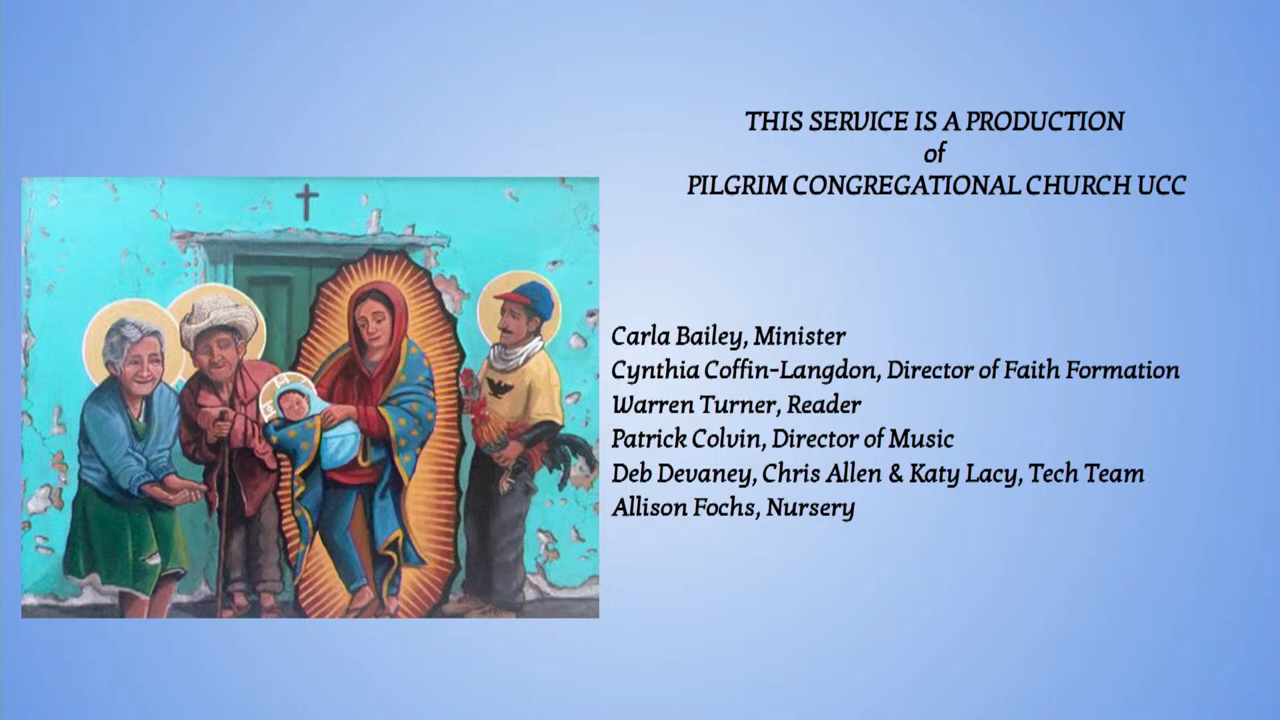 THIS SERVICE IS A PRODUCTION
of
PILGRIM CONGREGATIONAL CHURCH UCC
Carla Bailey, Minister
Cynthia Coffin-Langdon, Director of Faith Formation
Warren Turner, Reader
Patrick Colvin, Director of Music
Deb Devaney, Chris Allen & Katy Lacy, Tech Team
Allison Fochs, Nursery